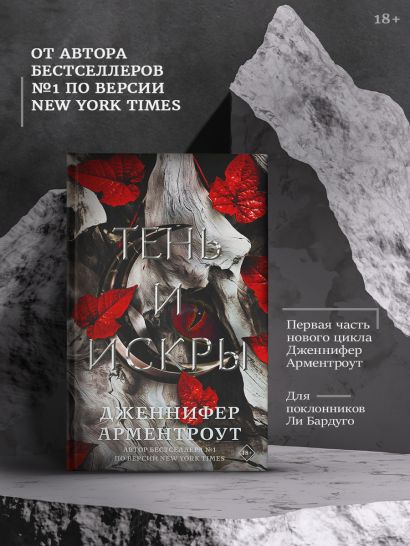 18+
ОТ АВТОРА
БЕСТСЕЛЛЕРОВ
№1 ПО ВЕРСИИ
NEW YORK TIMES
ТЕНЬ
И
ИСКРЫ
ДЖЕННИФЕР
АРМЕНТРОУТ
АВТОР БЕСТСЕЛЛЕРА №1
ПО ВЕРСИИ NEW YORK TIMES
18+
Первая часть
нового цикла
Дженнифер
Арментроут
Для
поклонников
Ли Бардуго